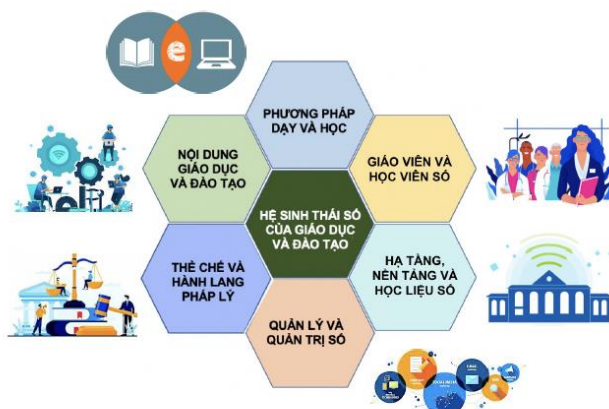 e
PHƯƠNG PHÁP
DẠY VÀ HỌC
NỘI DUNG
GIÁO DỤC
VÀ ĐÀO TẠO
GIÁO VIÊN VÀ
HỌC VIÊN SỐ
HỆ SINH THÁI SỐ
CỦA GIÁO DỤC
VÀ ĐÀO TẠO
THỂ CHẾ VÀ
HÀNH LANG
PHÁP LÝ
HẠ TẦNG,
NỀN TẢNG VÀ
HỌC LIỆU SỐ
QUẢN LÝ VÀ
QUẢN TRỊ SỐ